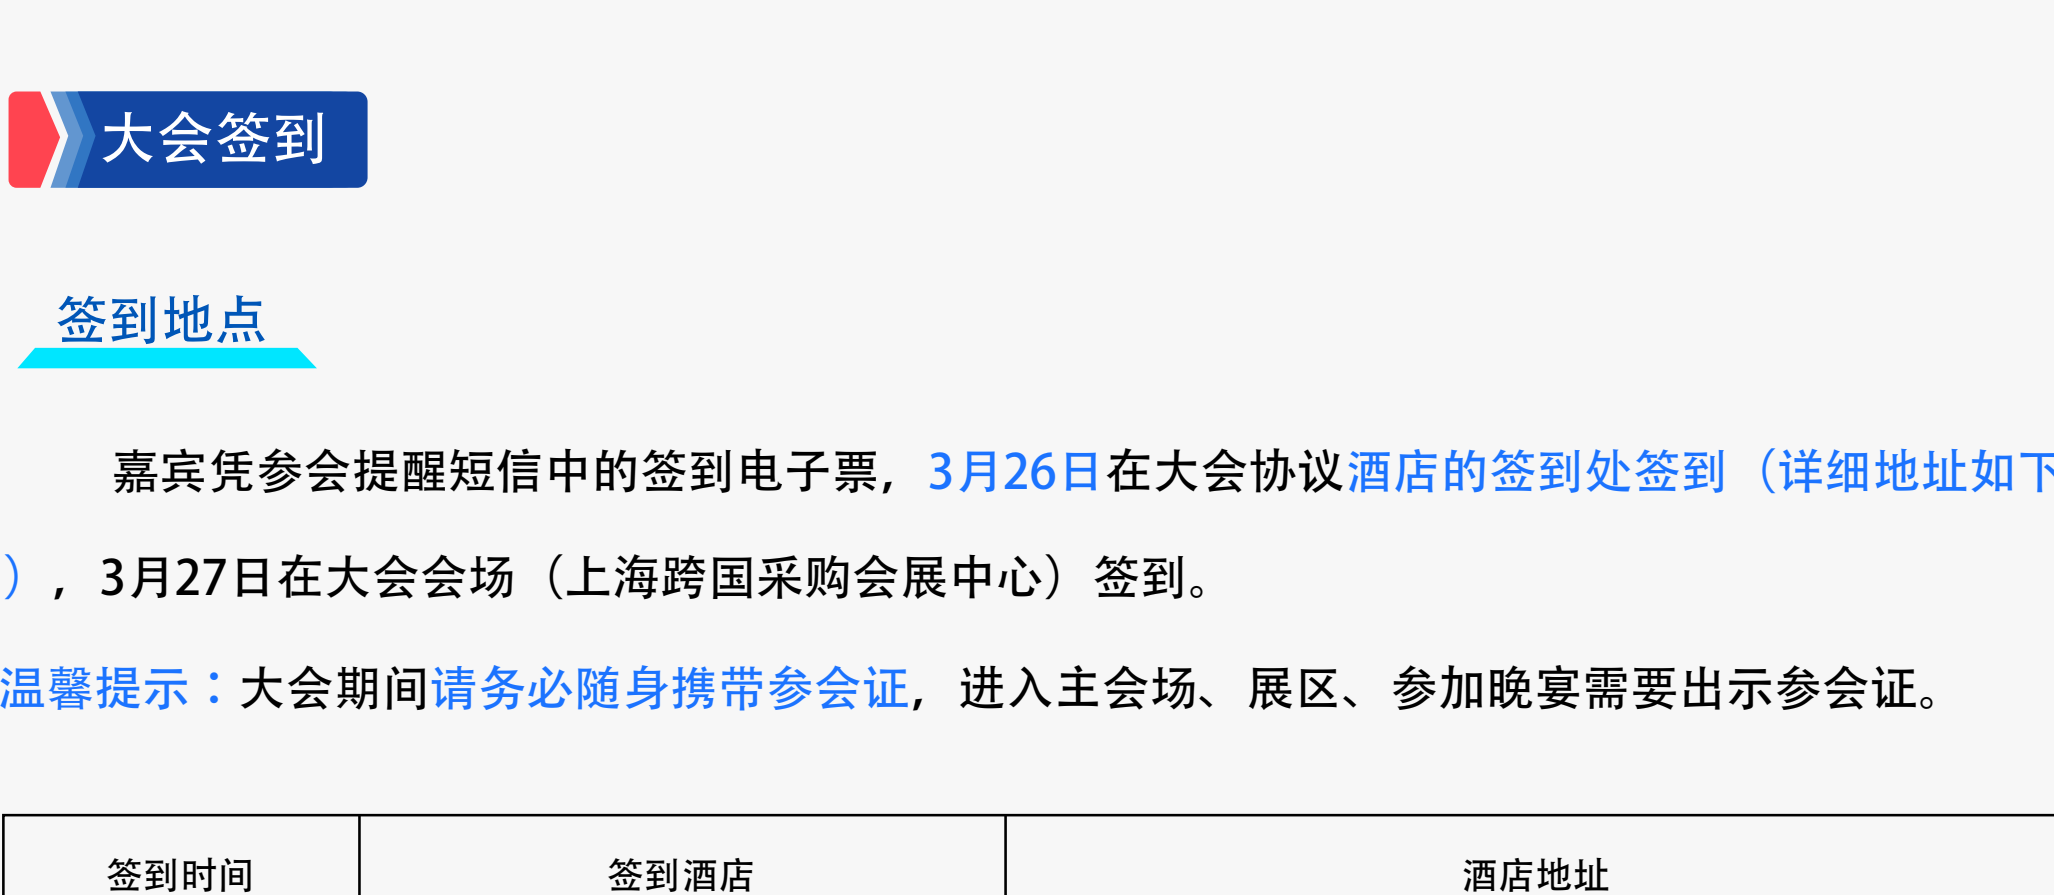 大会签到
签到地点
嘉宾凭参会提醒短信中的签到电子票，3月26日在大会协议酒店的签到处签到（详细地址如下
），3月27日在大会会场（上海跨国采购会展中心）签到。
温馨提示：大会期间请务必随身携带参会证，进入主会场、展区、参加晚宴需要出示参会证。
签到时间 签到酒店 酒店地址